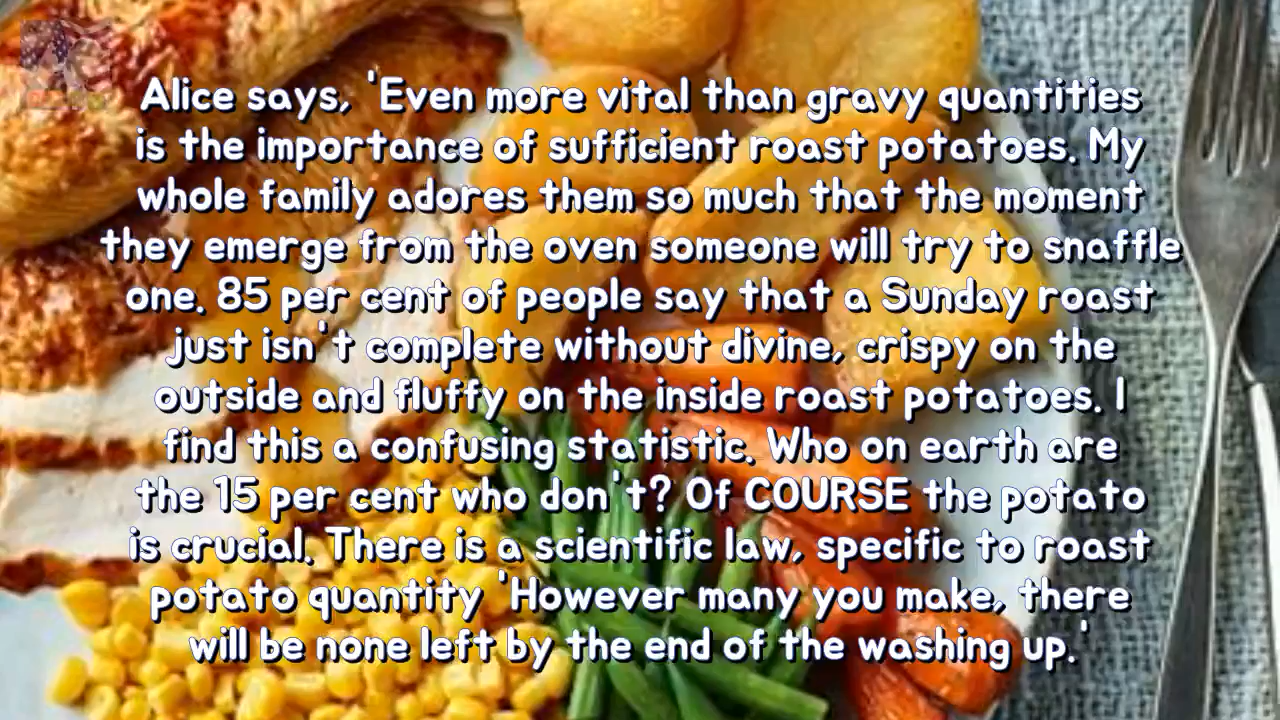 Alice says, 'Even more vital than gravy quantities
is the importance of sufficient roast potatoes. My
whole family adores them so much that the moment
they emerge from the oven someone will try to snaffle
one. 85 per cent of people say that a Sunday roast
just isn't complete without divine, crispy on the
outside and fluffy on the inside roast potatoes. I
find this a confusing statistic. Who on earth are
the 15 per cent who don't? Of COURSE the potato
is crucial. There is a scientific law, specific to roast
potato quantity 'However many you make, there
will be none left by the end of the washing up.'